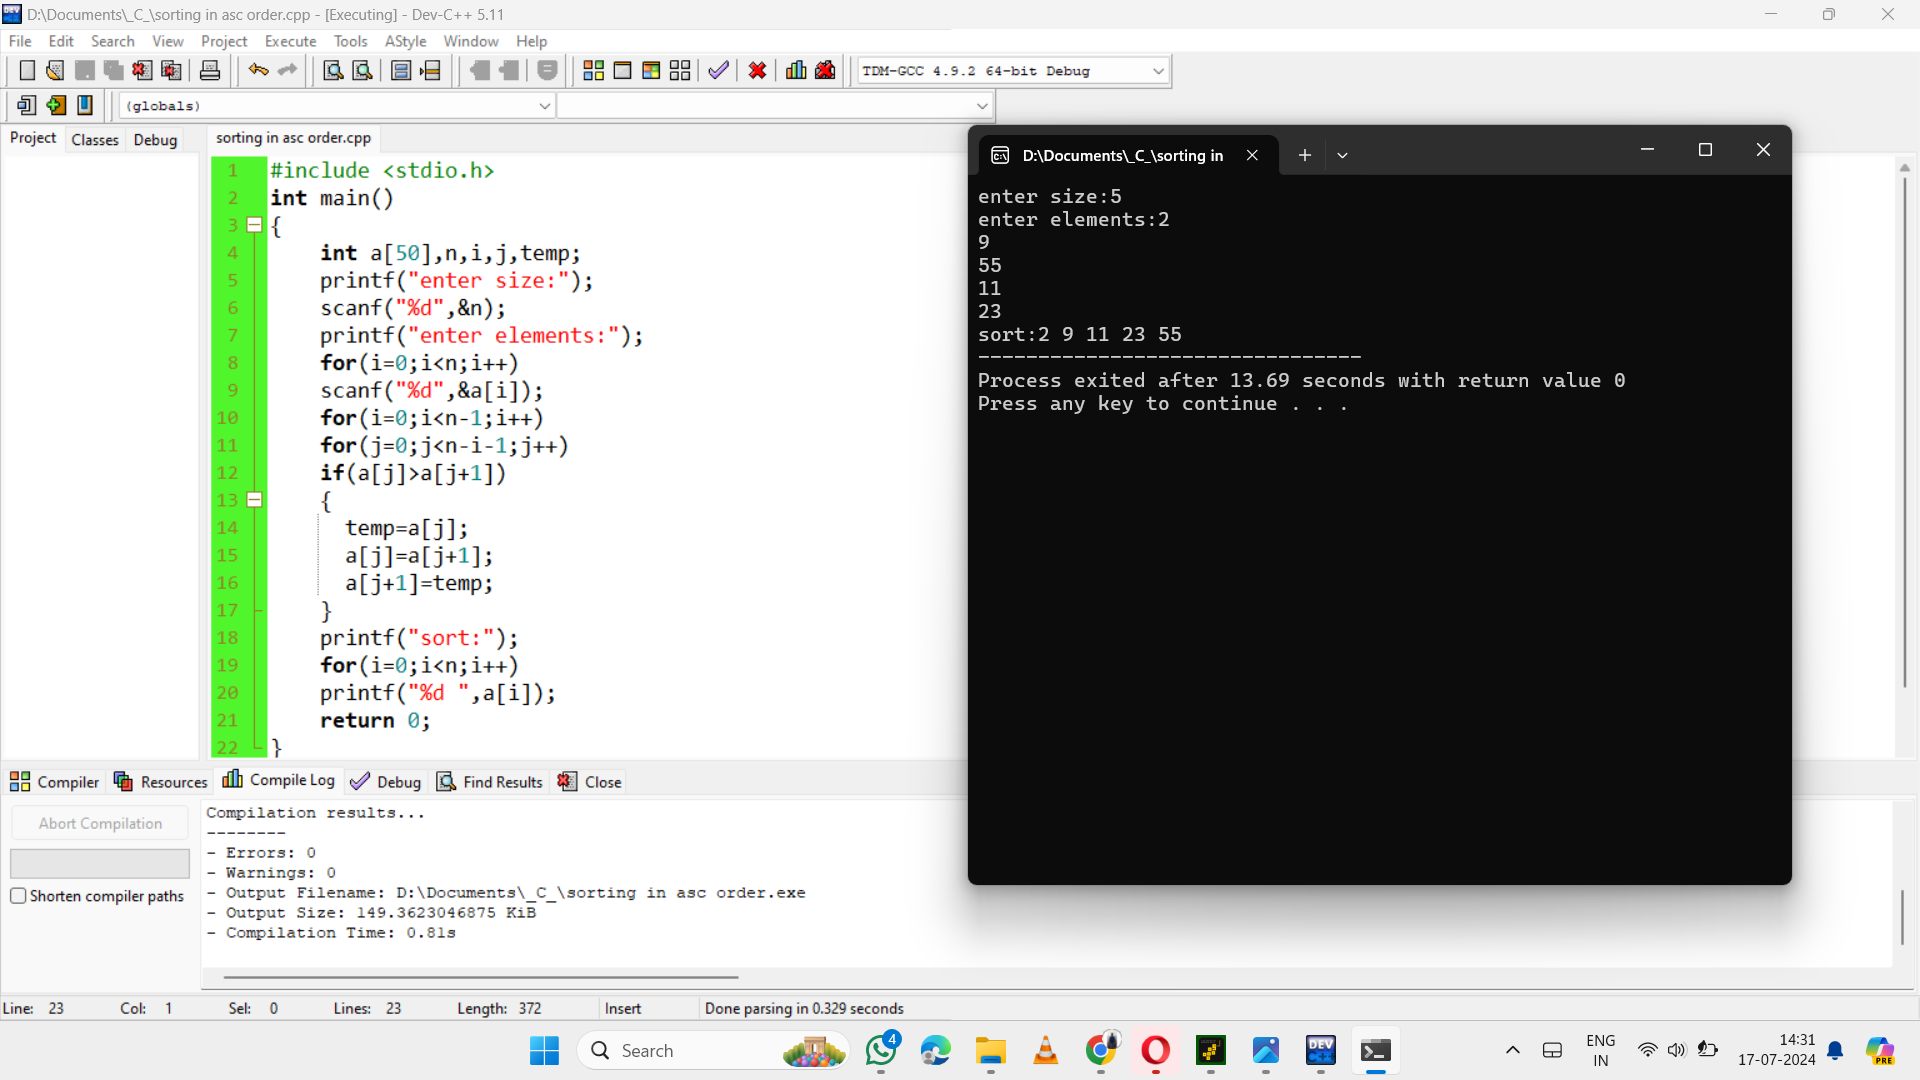 D:\Documents\_C_\sorting in asc order.cpp - [Executing] - Dev-C++ 5.11
File Edit Search View Project Execute Tools AStyle Window Help
TDM-GCC 4.9.2 64-bit Debug
(globals)
Project Classes Debug
sorting in asc order.cpp
1 #include <stdio.h>
2 int main()
3 {
4 int a[50],n,i,j,temp;
5 printf("enter size:");
6 scanf("%d",&n);
7 printf("enter elements:");
8 for(i=0;i<n;i++)
9 scanf("%d",&a[i]);
10 for(i=0;i<n-1;i++)
11 for(j=0;j<n-i-1;j++)
12 if(a[j]>a[j+1])
13 {
14 temp=a[j];
15 a[j]=a[j+1];
16 a[j+1]=temp;
17 }
18 printf("sort:");
19 for(i=0;i<n;i++)
20 printf("%d ",a[i]);
21 return 0;
22 }
D:\Documents\_C_\sorting in
enter size:5
enter elements:2
9
55
11
23
sort:2 9 11 23 55
--------------------------------
Process exited after 13.69 seconds with return value 0
Press any key to continue . . .
Compiler Resources Compile Log Debug Find Results Close
Abort Compilation
Shorten compiler paths
Compilation results...
--------
- Errors: 0
- Warnings: 0
- Output Filename: D:\Documents\_C_\sorting in asc order.exe
- Output Size: 149.3623046875 KiB
- Compilation Time: 0.81s
Line: 23 Col: 1 Sel: 0 Lines: 23 Length: 372 Insert Done parsing in 0.329 seconds
Search
4
DEV
ENG
IN
14:31
17-07-2024
PRE